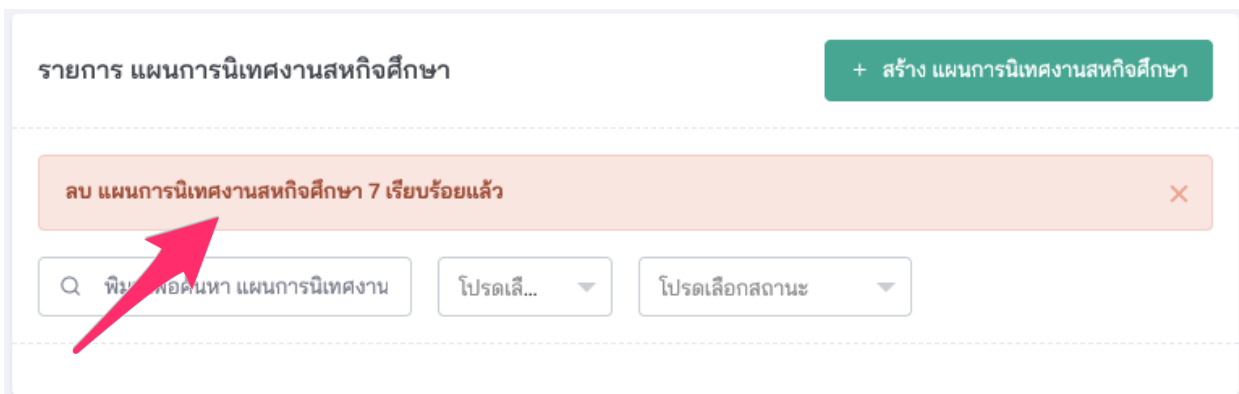 รายการ แผนการนิเทศงานสหกิจศึกษา
+ สร้าง แผนการนิเทศงานสหกิจศึกษา
ลบ แผนการนิเทศงานสหกิจศึกษา 7 เรียบร้อยแล้ว
ค้นหา แผนการนิเทศงาน
โปรดเลื...
โปรดเลือกสถานะ